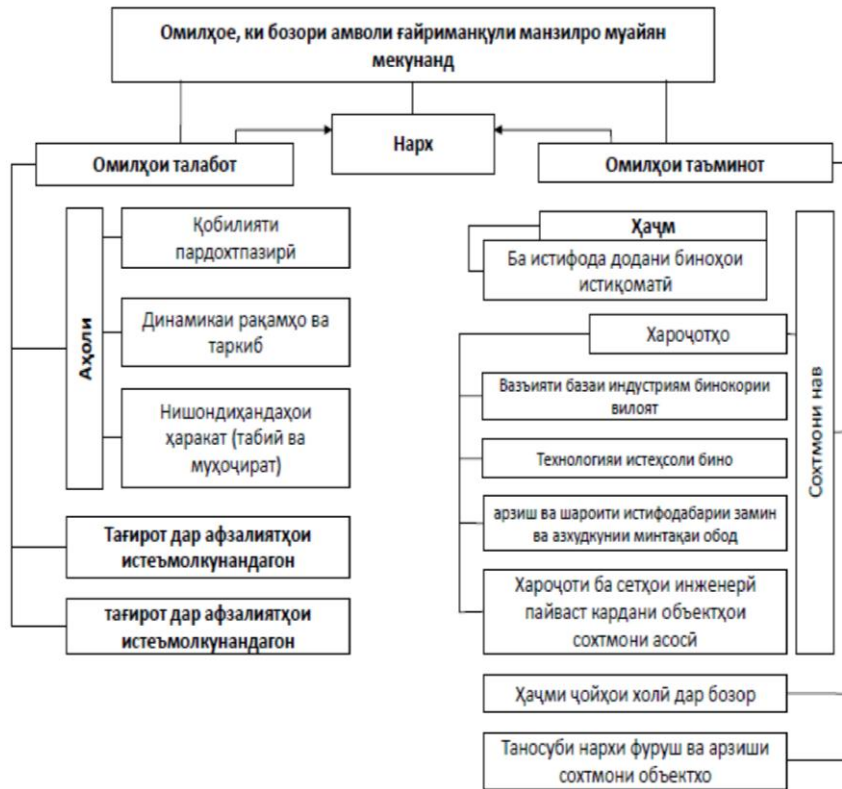 Омилҳое, ки бозори амволи ғайриманқули манзилро муайян
мекунанд
Нарх
Омилҳои талабот
Омилҳои таъминот
Аҳоли
Қобилияти
пардохтпазирӣ
Динамикаи рақамҳо ва
таркиб
Нишондиҳандаҳои
ҳаракат (табиӣ ва
муҳоҷират)
Тағирот дар афзалиятҳои
истеъмолкунандагон
тағирот дар афзалиятҳои
истеъмолкунандагон
Ҳаҷм
Ба истифода додани биноҳои
истиқоматӣ
Хароҷотҳо
Вазъияти базаи индустриям бинокории
вилоят
Технологияи истеҳсоли бино
арзиш ва шароити истифодабарии замин
ва азхудкунии минтақаи обод
Хароҷоти ба сетҳои инженерӣ
пайваст кардани объектҳои
сохтмони асосӣ
Сохтмони нав
Ҳаҷми ҷойҳои холӣ дар бозор
Таносуби нархи фуруш ва арзиши
сохтмони объектхо